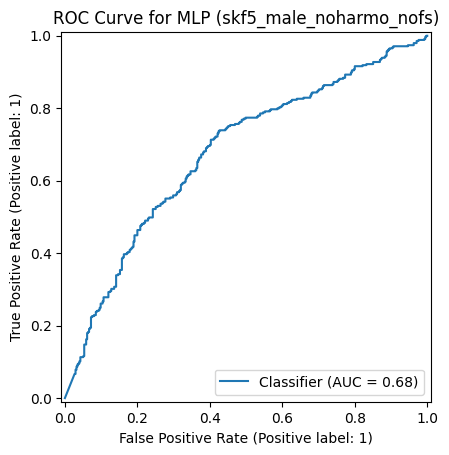 ROC Curve for MLP (skf5_male_noharmo_nofs)
1.0
0.8
0.6
0.4
0.2
0.0
True Positive Rate (Positive label: 1)
Classifier (AUC = 0.68)
0.0 0.2 0.4 0.6 0.8 1.0
False Positive Rate (Positive label: 1)